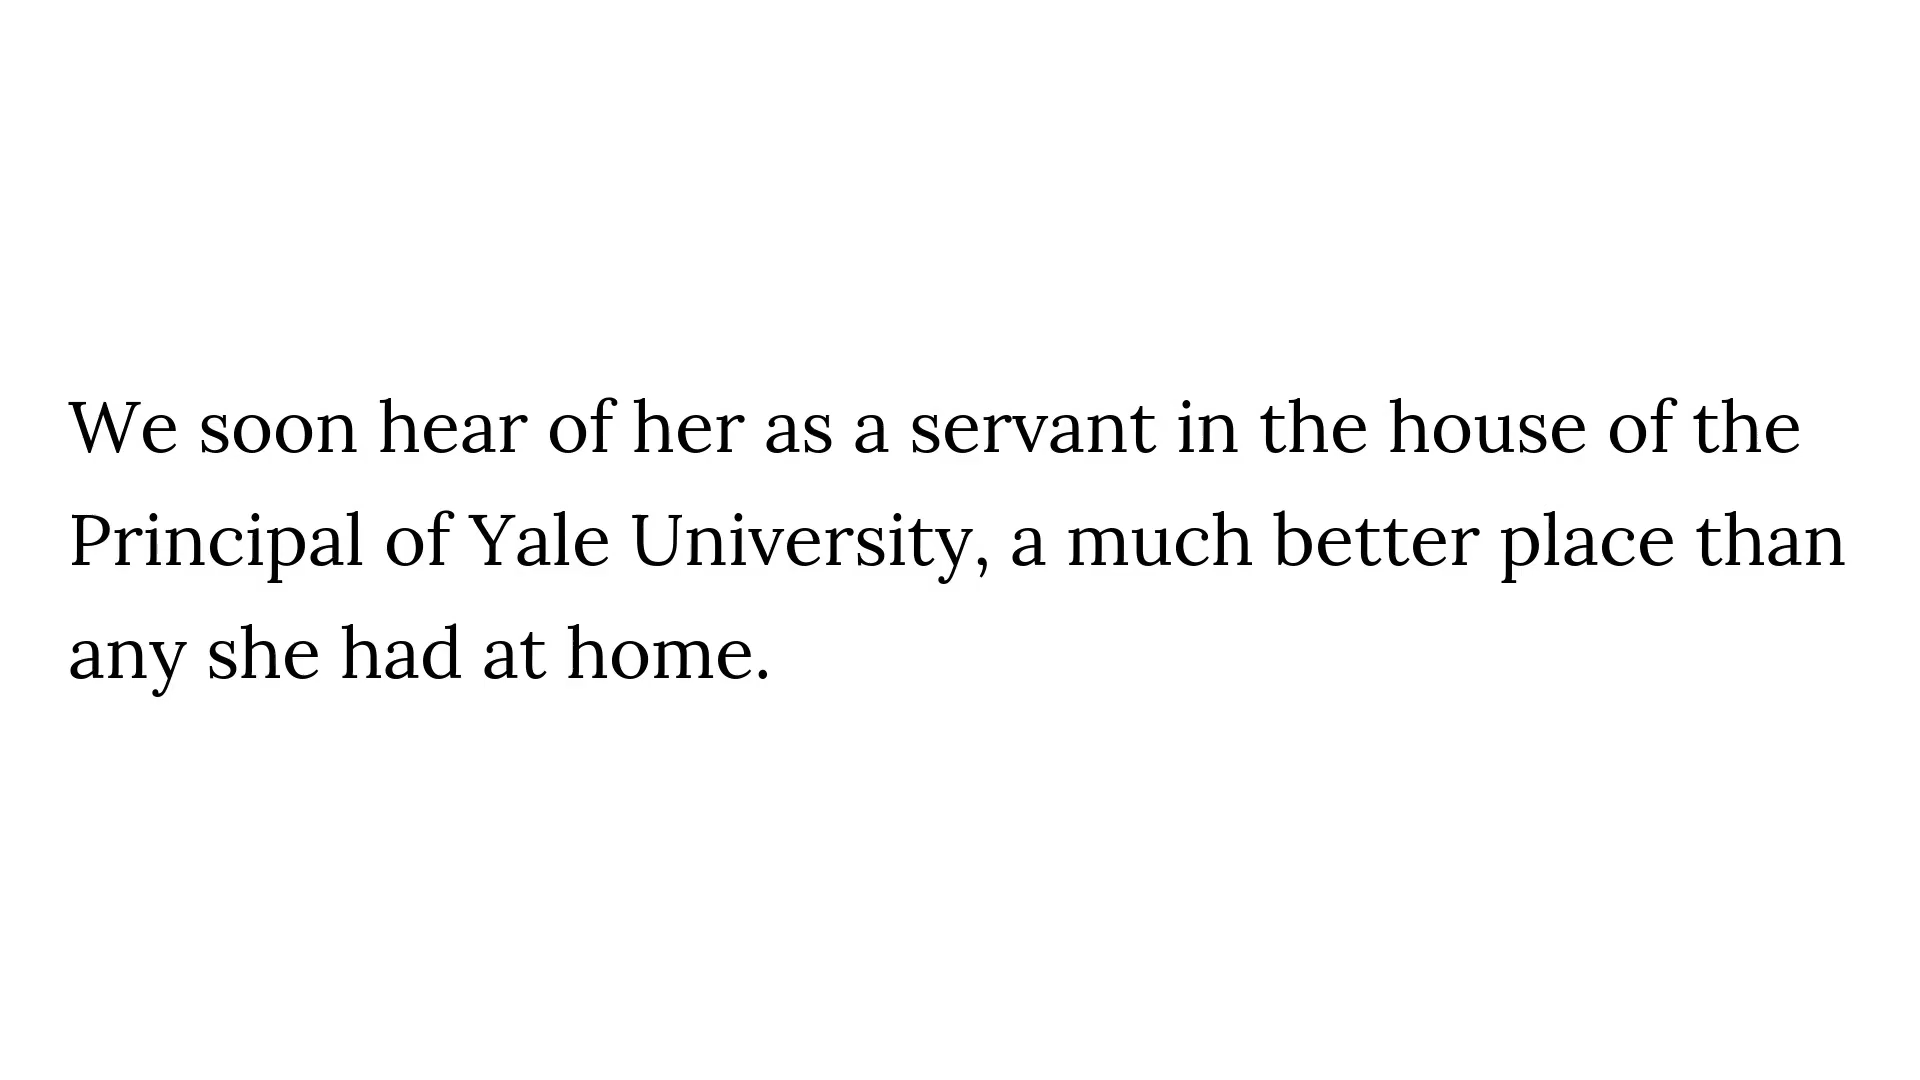 We soon hear of her as a servant in the house of the
Principal of Yale University, a much better place than
any she had at home.